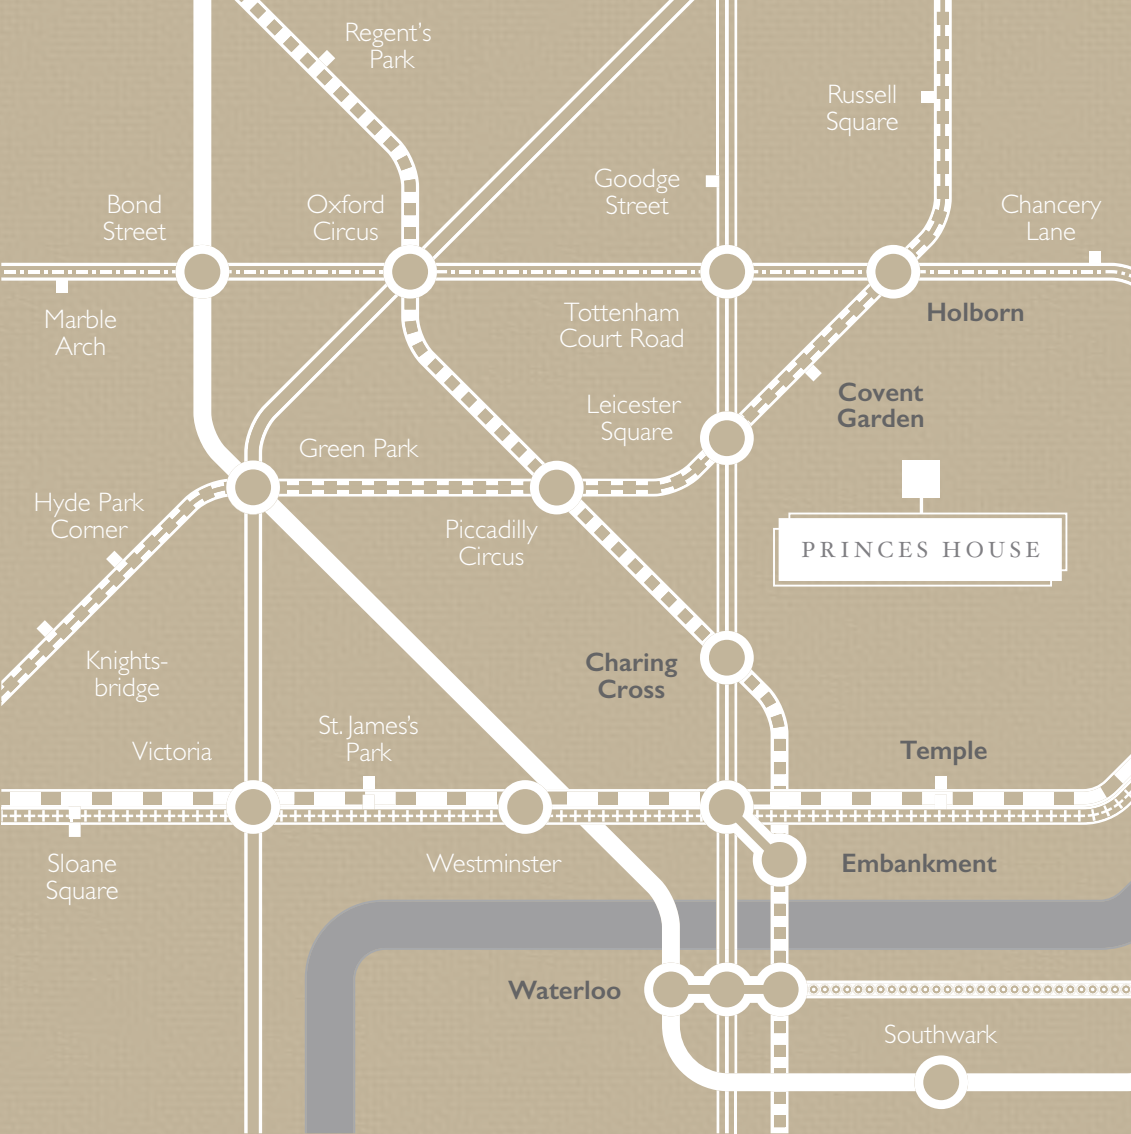 Regent's
Park
Russell
Square
Goodge
Street
Bond
Street
Oxford
Circus
Chancery
Lane
Marble
Arch
Tottenham
Court Road
Holborn
Covent
Garden
Leicester
Square
Green Park
Hyde Park
Corner
Piccadilly
Circus
PRINCES HOUSE
Knights-
bridge
Charing
Cross
Victoria
St. James's
Park
Temple
Sloane
Square
Westminster
Embankment
Waterloo
Southwark